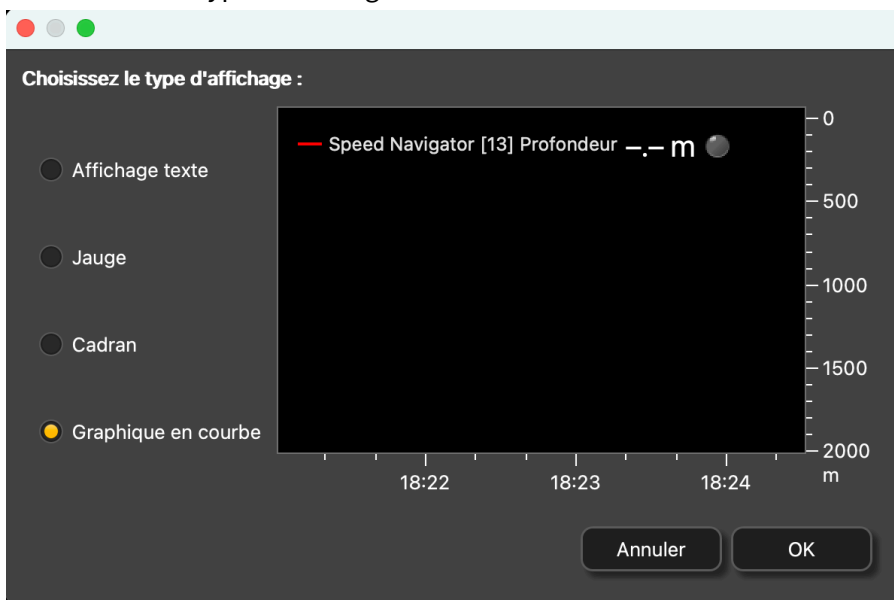 Choisissez le type d'affichage :
Affichage texte
Jauge
Cadran
Graphique en courbe
Speed Navigator [13] Profondeur –.– m
0
500
1000
1500
2000
m
18:22
18:23
18:24
Annuler
OK